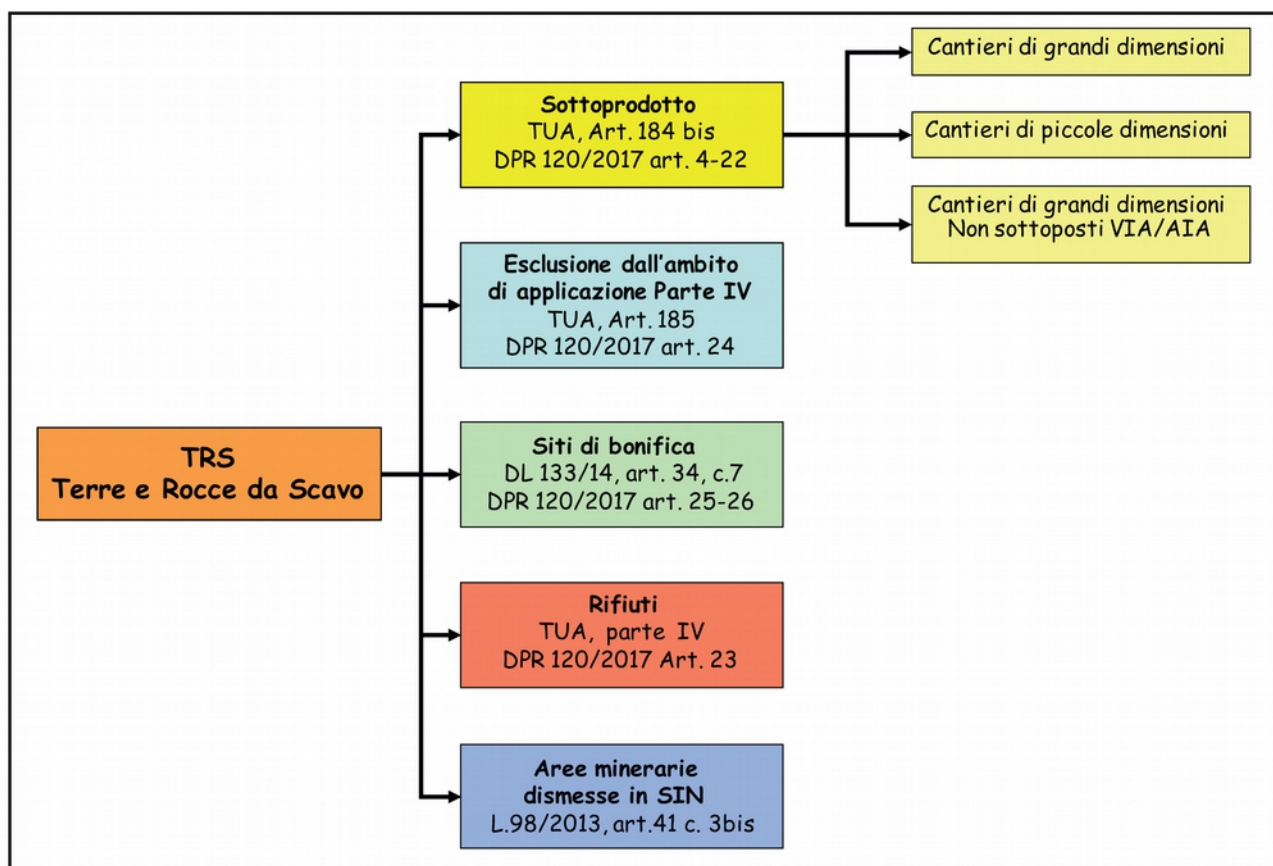 TRS
Terre e Rocce da Scavo
Sottoprodotto
TUA, Art. 184 bis
DPR 120/2017 art. 4-22
Cantieri di grandi dimensioni
Cantieri di piccole dimensioni
Cantieri di grandi dimensioni
Non sottoposti VIA/AIA
Esclusione dall'ambito
di applicazione Parte IV
TUA, Art. 185
DPR 120/2017 art. 24
Siti di bonifica
DL 133/14, art. 34, c.7
DPR 120/2017 art. 25-26
Rifiuti
TUA, parte IV
DPR 120/2017 Art. 23
Aree minerarie
dismesse in SIN
L.98/2013, art.41 c. 3bis